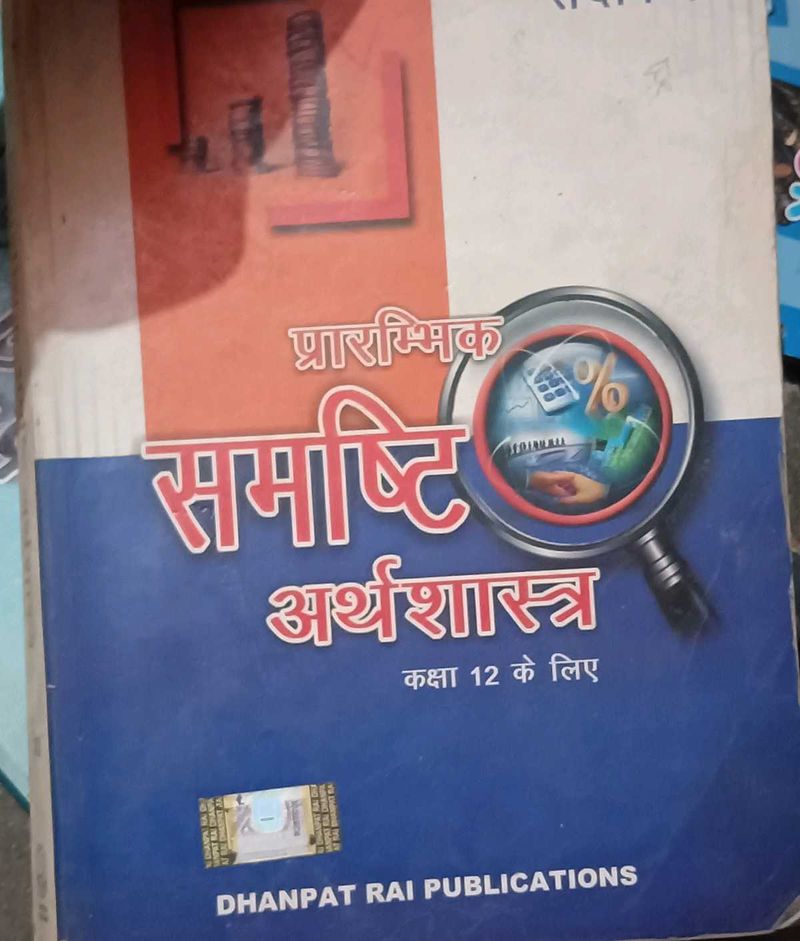 प्रारम्भिक
%
समष्टि
अर्थशास्त्र
कक्षा 12 के लिए
DHANPAT RAI PUBLICATIONS